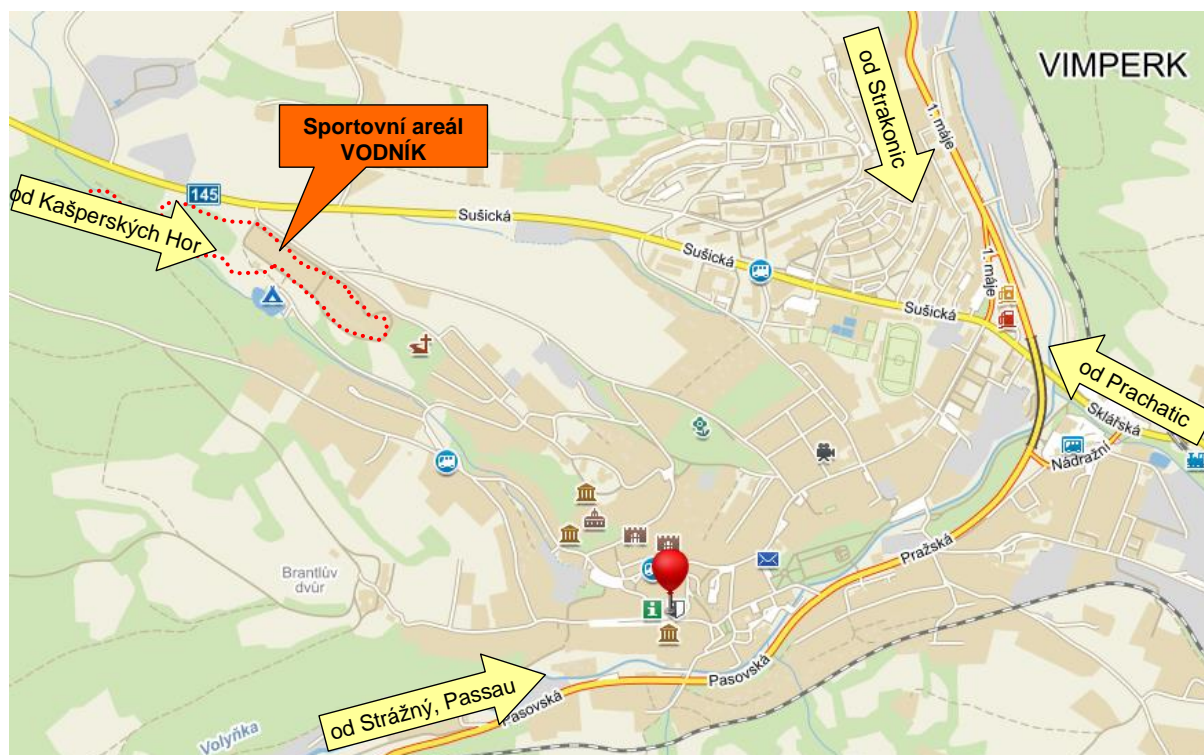 VIMPERK
od Strakonic
1. máje
Sportovní areál
VODNÍK
145
od Kašperských Hor
Sušická
Sušická
Sušická
1. máje
od Prachatic
Sklářská
Nádražní
Pražská
Brantlův
dvůr
Pasovská
od Strážný, Passau
Pasovská
Volyňka